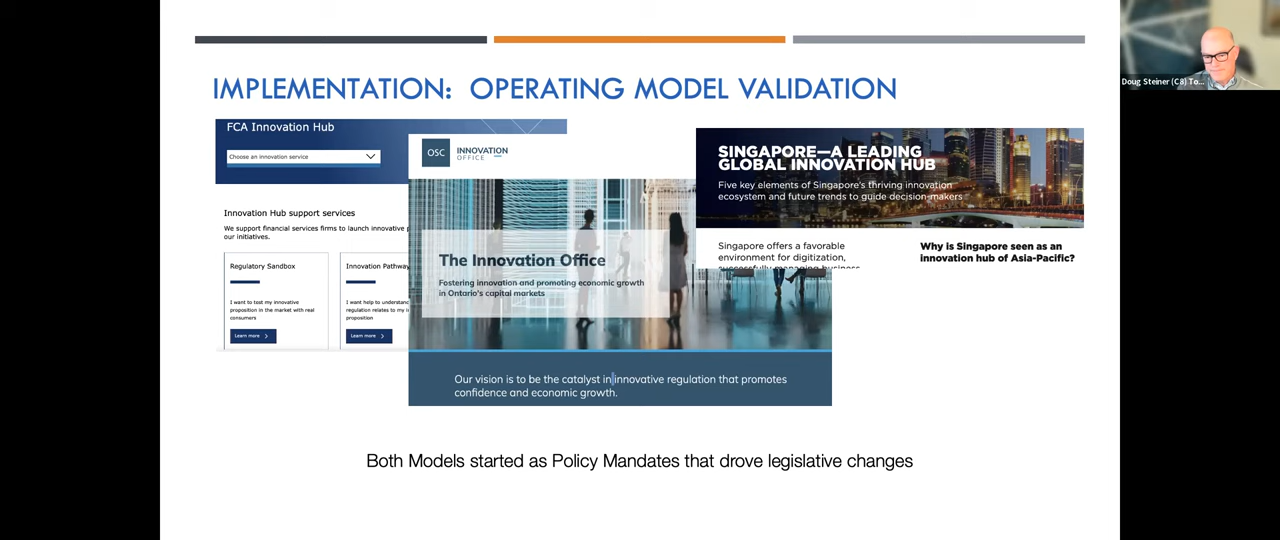 IMPLEMENTATION: OPERATING MODEL VALIDATION
FCA Innovation Hub
Choose an innovation service
Innovation Hub support services
We support financial services firms to launch innovative
our initiatives.
Regulatory Sandbox
I want to test my innovative
proposition in the market with real
consumers
Learn more
Innovation Pathway
I want help to understand
regulation relates to my
proposition
Learn more
OSC
INNOVATION
OFFICE
The Innovation Office
Fostering innovation and promoting economic growth
in Ontario's capital markets
Our vision is to be the catalyst in innovative regulation that promotes
confidence and economic growth.
SINGAPORE—A LEADING
GLOBAL INNOVATION HUB
Five key elements of Singapore's thriving innovation
ecosystem and future trends to guide decision-makers
Singapore offers a favorable
environment for digitization,
successfully managing business
Why is Singapore seen as an
innovation hub of Asia-Pacific?
Both Models started as Policy Mandates that drove legislative changes
Doug Steiner (C8) To...